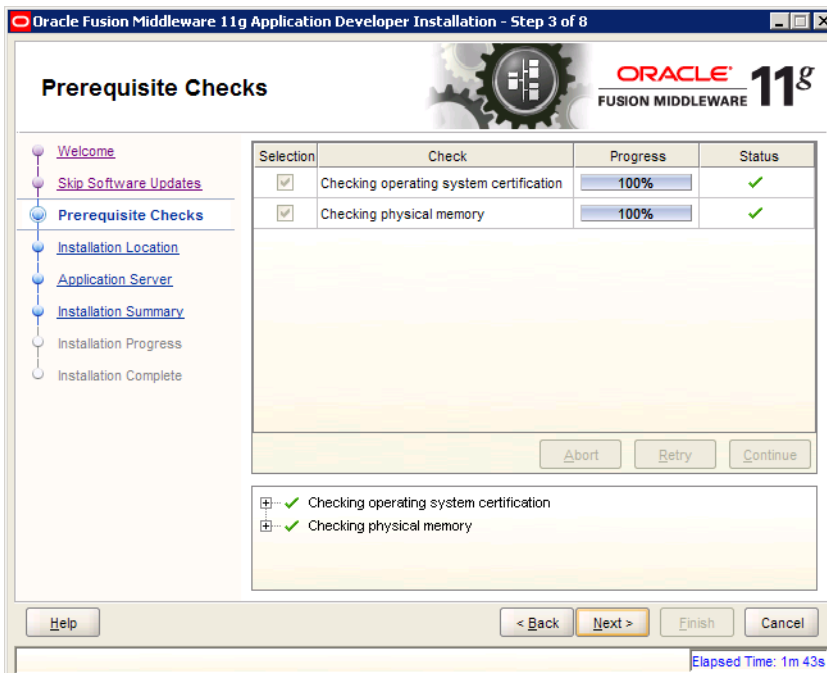 Oracle Fusion Middleware 11g Application Developer Installation - Step 3 of 8
Prerequisite Checks
ORACLE®
FUSION MIDDLEWARE
11g
Welcome
Skip Software Updates
Prerequisite Checks
Installation Location
Application Server
Installation Summary
Installation Progress
Installation Complete
Selection Check Progress Status
Checking operating system certification 100%
Checking physical memory 100%
Abort Retry Continue
Checking operating system certification
Checking physical memory
Help < Back Next > Finish Cancel
Elapsed Time: 1m 43s